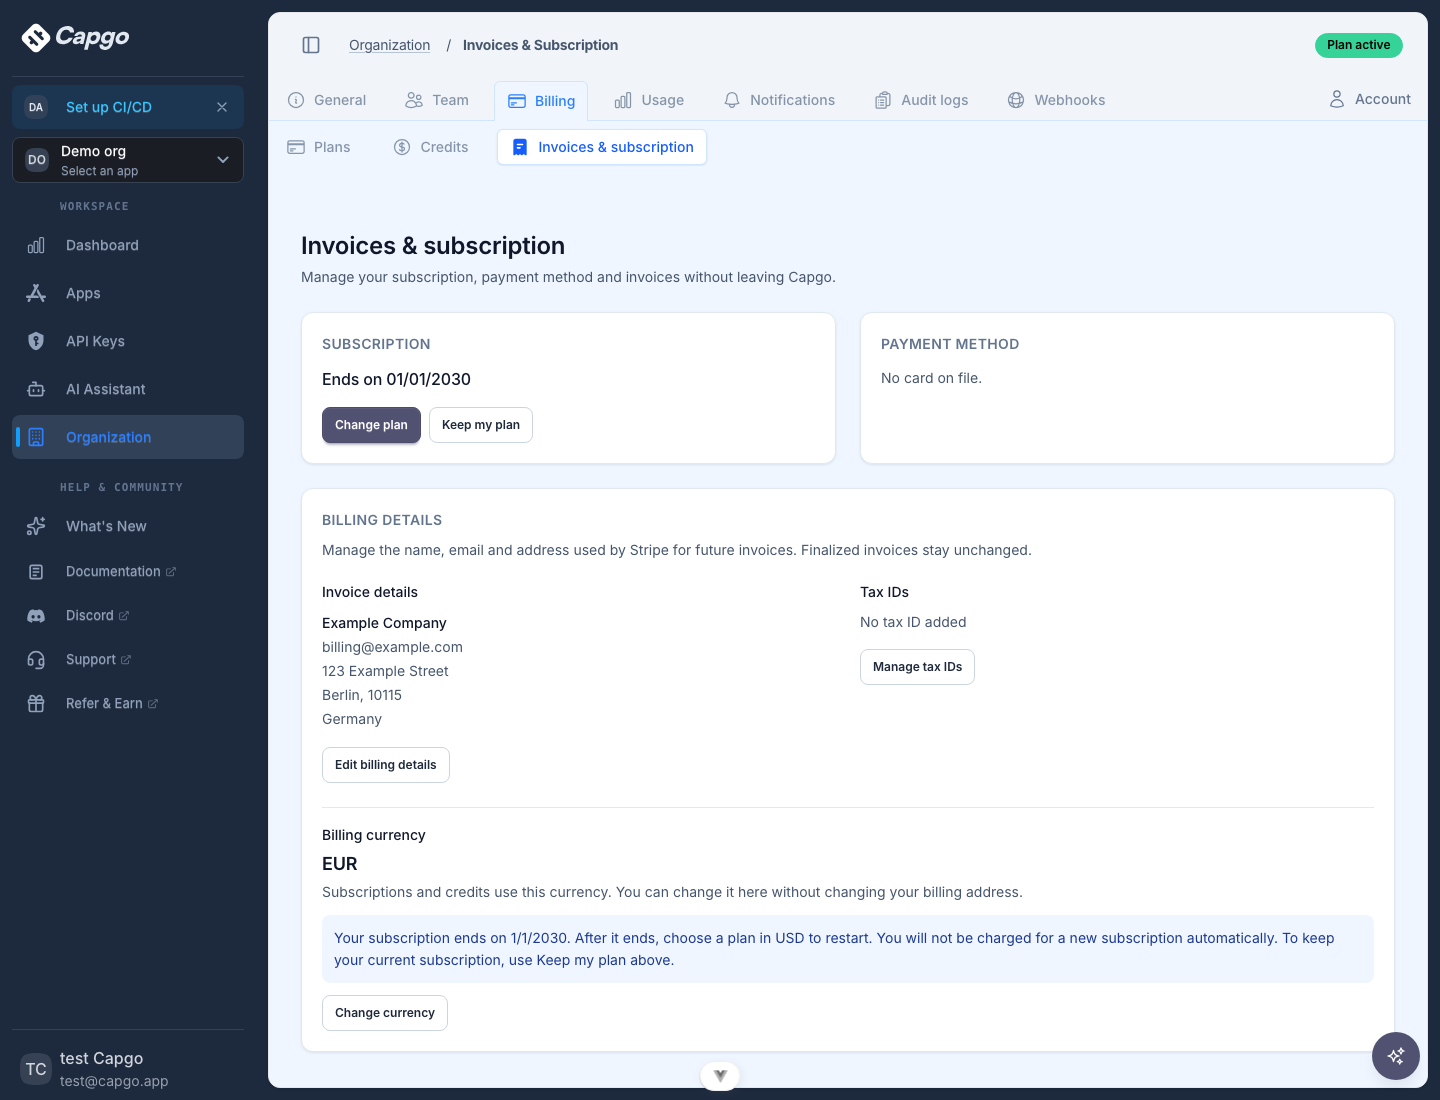 Capgo
DA Set up CI/CD
DO Demo org
Select an app
WORKSPACE
Dashboard
Apps
API Keys
AI Assistant
Organization
HELP & COMMUNITY
What's New
Documentation
Discord
Support
Refer & Earn
TC test Capgo
test@capgo.app
Organization / Invoices & Subscription
Plan active
General Team Billing Usage Notifications Audit logs Webhooks Account
Plans Credits Invoices & subscription
Invoices & subscription
Manage your subscription, payment method and invoices without leaving Capgo.
SUBSCRIPTION
Ends on 01/01/2030
Change plan Keep my plan
PAYMENT METHOD
No card on file.
BILLING DETAILS
Manage the name, email and address used by Stripe for future invoices. Finalized invoices stay unchanged.
Invoice details
Example Company
billing@example.com
123 Example Street
Berlin, 10115
Germany
Edit billing details
Tax IDs
No tax ID added
Manage tax IDs
Billing currency
EUR
Subscriptions and credits use this currency. You can change it here without changing your billing address.
Your subscription ends on 1/1/2030. After it ends, choose a plan in USD to restart. You will not be charged for a new subscription automatically. To keep
your current subscription, use Keep my plan above.
Change currency